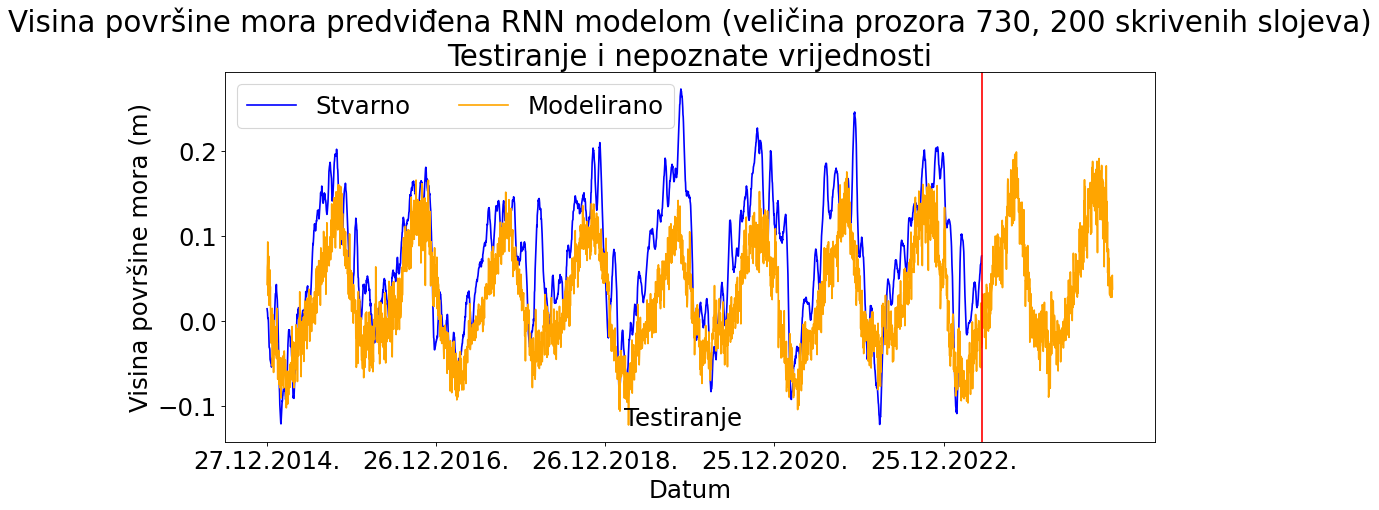 Visina površine mora predviđena RNN modelom (veličina prozora 730, 200 skrivenih slojeva)
Testiranje i nepoznate vrijednosti
Stvarno Modelirano
Visina površine mora (m)
0.2
0.1
0.0
−0.1
Testiranje
27.12.2014. 26.12.2016. 26.12.2018. 25.12.2020. 25.12.2022.
Datum